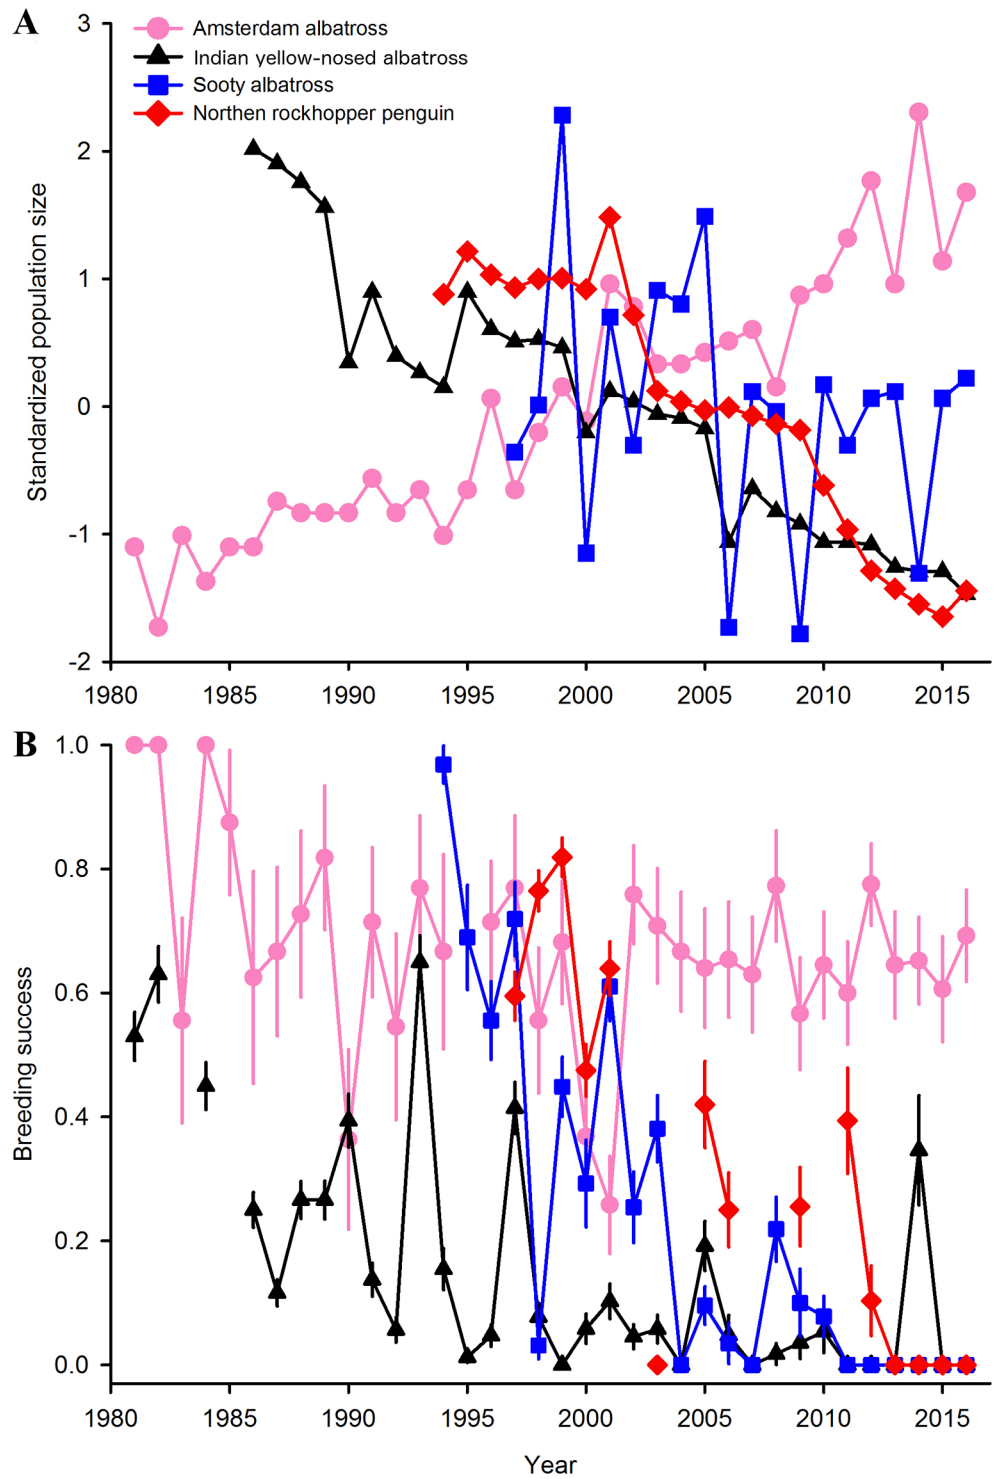 A
Amsterdam albatross
Indian yellow-nosed albatross
Sooty albatross
Northen rockhopper penguin
Standardized population size
3
2
1
0
-1
-2
1980 1985 1990 1995 2000 2005 2010 2015
B
Breeding success
1.0
0.8
0.6
0.4
0.2
0.0
1980 1985 1990 1995 2000 2005 2010 2015
Year